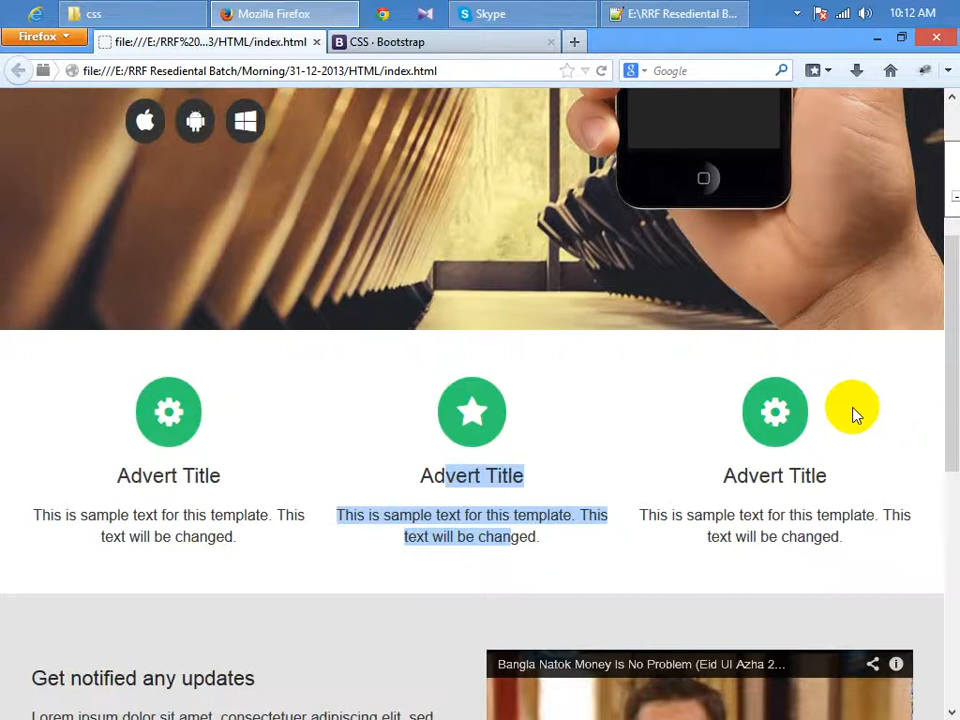 css
Mozilla Firefox
Skype
E:\RRF Resediental B...
10:12 AM
Firefox
file:///E:/RRF%20...3/HTML/index.html
CSS · Bootstrap
file:///E:/RRF Resedental Batch/Morning/31-12-2013/HTML/index.html
Google
Advert Title
This is sample text for this template. This
text will be changed.
Advert Title
This is sample text for this template. This
text will be changed.
Advert Title
This is sample text for this template. This
text will be changed.
Get notified any updates
Lorem ipsum dolor sit amet, consectetuer adipiscing elit, sed
Bangla Natok Money Is No Problem (Eid Ul Azha 2...